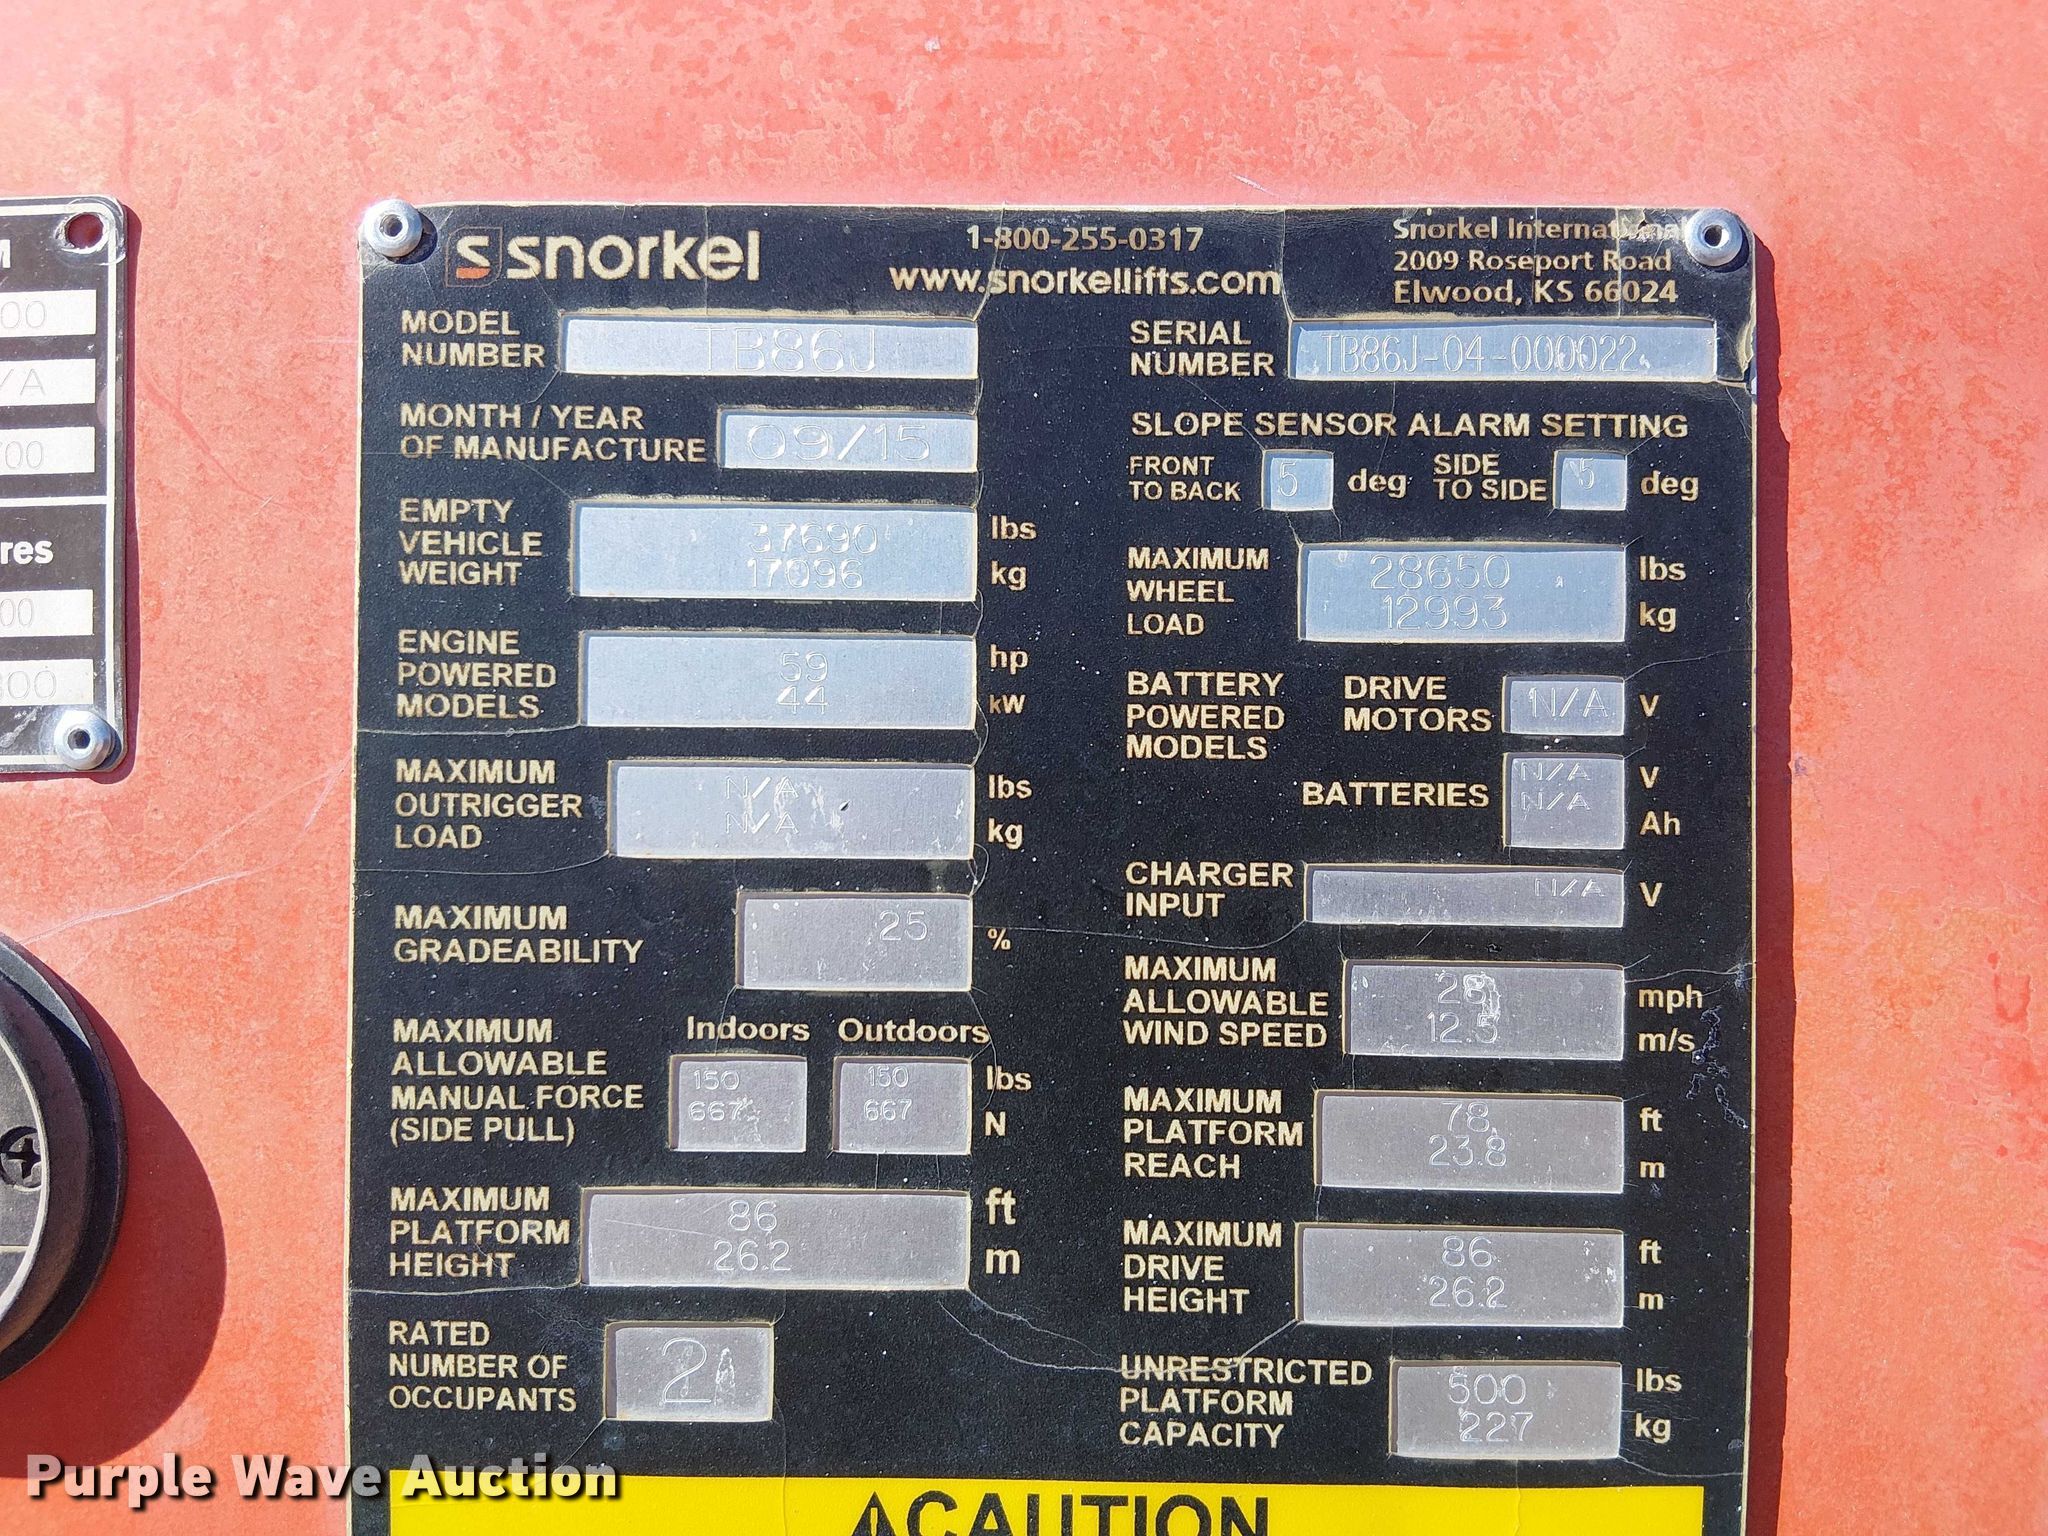 snorkel
1-800-255-0317
www.snorkellifts.com
Snorkel International
2009 Roseport Road
Elwood, KS 66024
MODEL
NUMBER
TB86J
MONTH / YEAR
OF MANUFACTURE
09/15
EMPTY
VEHICLE
WEIGHT
37690 lbs
17096 kg
ENGINE
POWERED
MODELS
59 hp
44 kW
MAXIMUM
OUTRIGGER
LOAD
N/A lbs
N/A kg
MAXIMUM
GRADEABILITY
25 %
MAXIMUM
ALLOWABLE
MANUAL FORCE
(SIDE PULL)
Indoors Outdoors
150 150 lbs
667 667 N
MAXIMUM
PLATFORM
HEIGHT
86 ft
26.2 m
RATED
NUMBER OF
OCCUPANTS
2
SERIAL
NUMBER
TB86J-04-000022
SLOPE SENSOR ALARM SETTING
FRONT
TO BACK
5 deg
SIDE
TO SIDE
5 deg
MAXIMUM
WHEEL
LOAD
28650 lbs
12993 kg
BATTERY
POWERED
MODELS
DRIVE
MOTORS
N/A V
BATTERIES
N/A V
N/A Ah
CHARGER
INPUT
N/A V
MAXIMUM
ALLOWABLE
WIND SPEED
28 mph
12.5 m/s
MAXIMUM
PLATFORM
REACH
78 ft
23.8 m
MAXIMUM
DRIVE
HEIGHT
86 ft
26.2 m
UNRESTRICTED
PLATFORM
CAPACITY
500 lbs
227 kg
CAUTION
M
00
/A
00
res
00
00
Purple Wave Auction